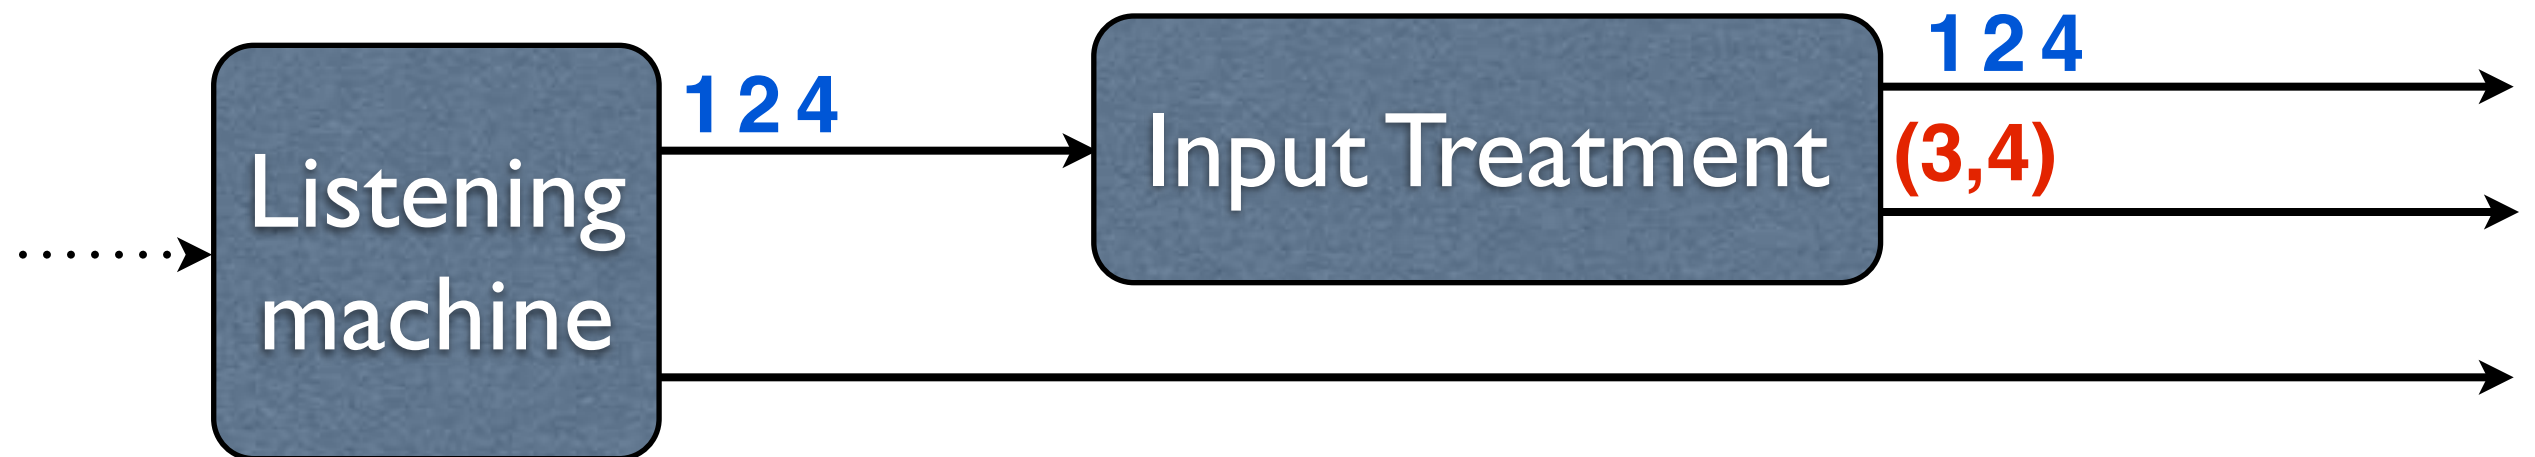 Listening
machine
1 2 4
Input Treatment
1 2 4
(3,4)